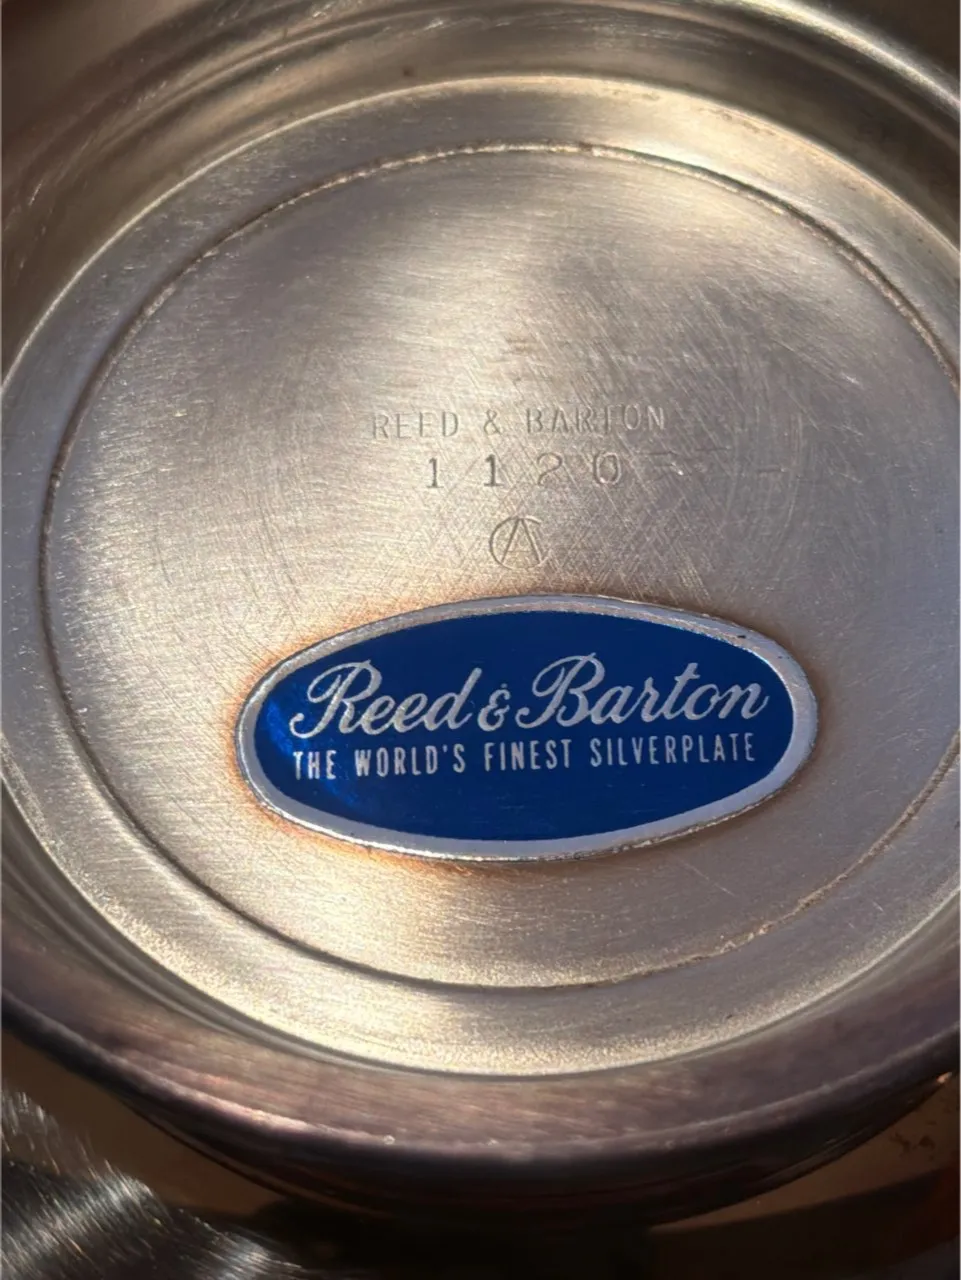 REED & BARTON
1120
Reed & Barton
THE WORLD'S FINEST SILVERPLATE